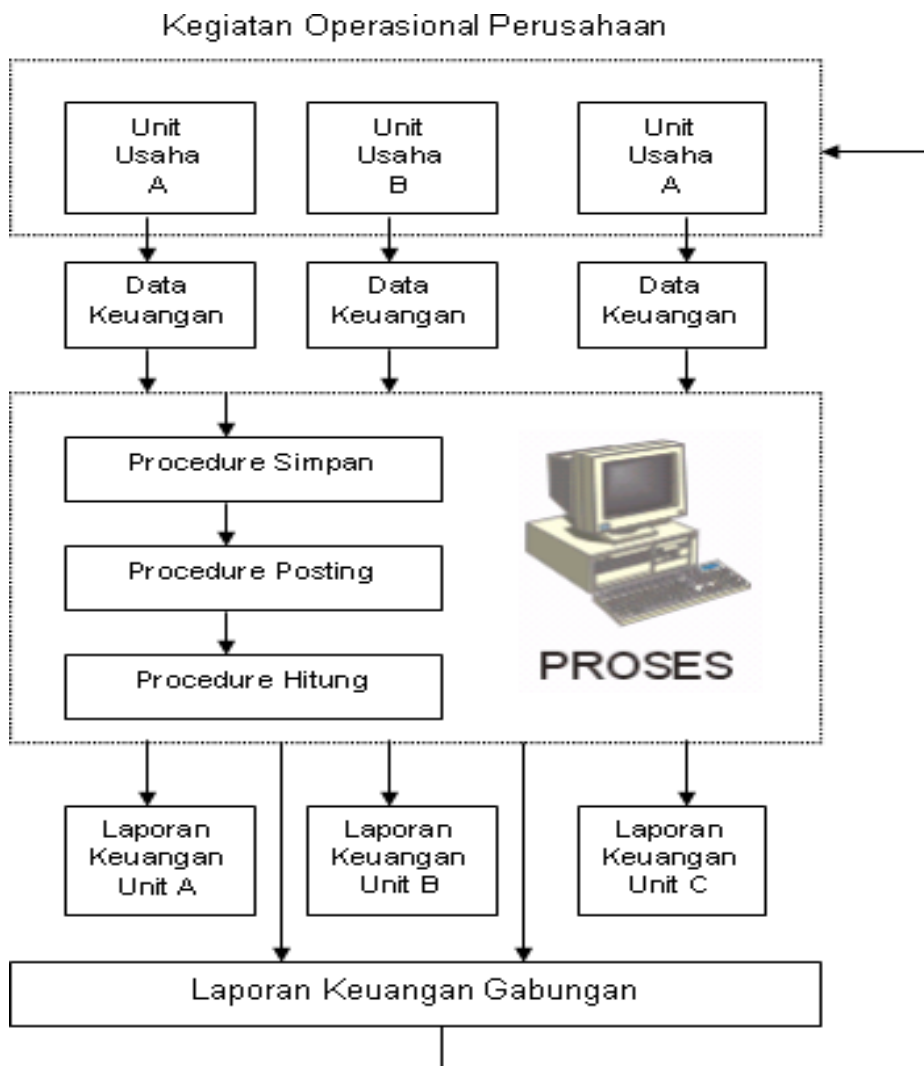 Kegiatan Operasional Perusahaan
Unit
Usaha
A
Unit
Usaha
B
Unit
Usaha
A
Data
Keuangan
Data
Keuangan
Data
Keuangan
Procedure Simpan
Procedure Posting
Procedure Hitung
PROSES
Laporan
Keuangan
Unit A
Laporan
Keuangan
Unit B
Laporan
Keuangan
Unit C
Laporan Keuangan Gabungan